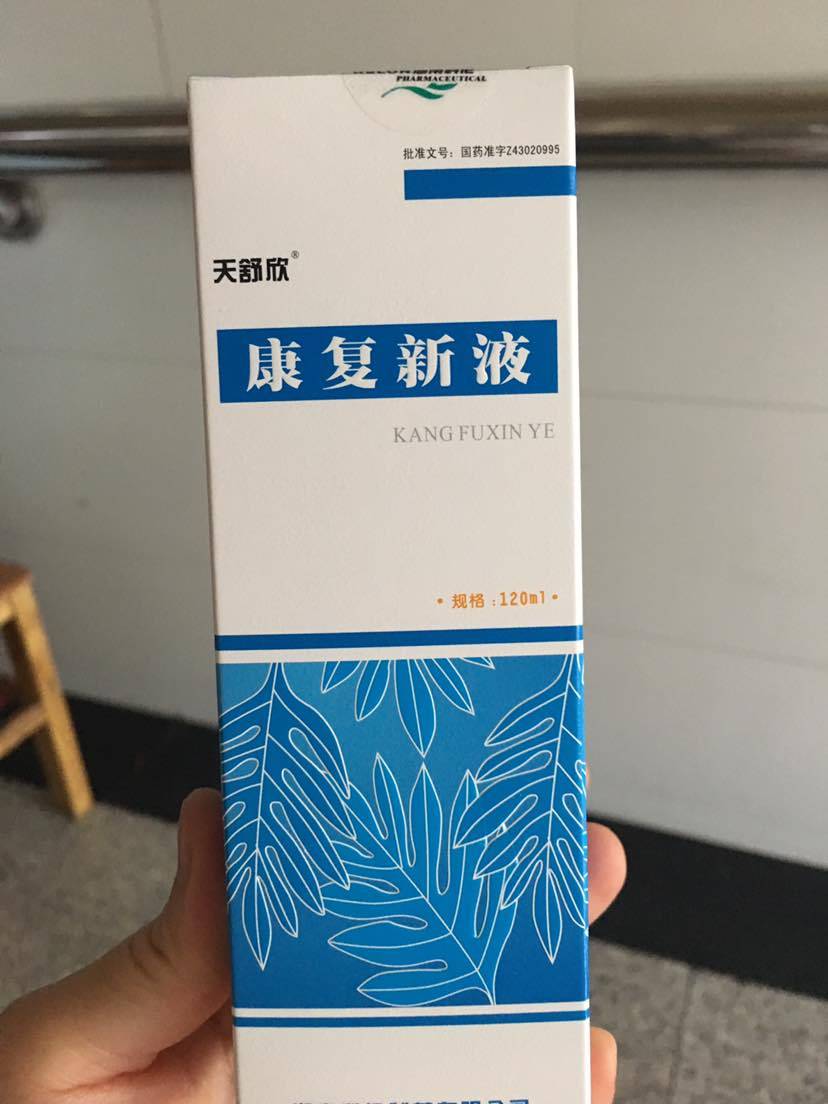 PHARMACEUTICAL
批准文号：国药准字Z43020995
天舒欣®
康复新液
KANG FUXIN YE
·规格:120ml·